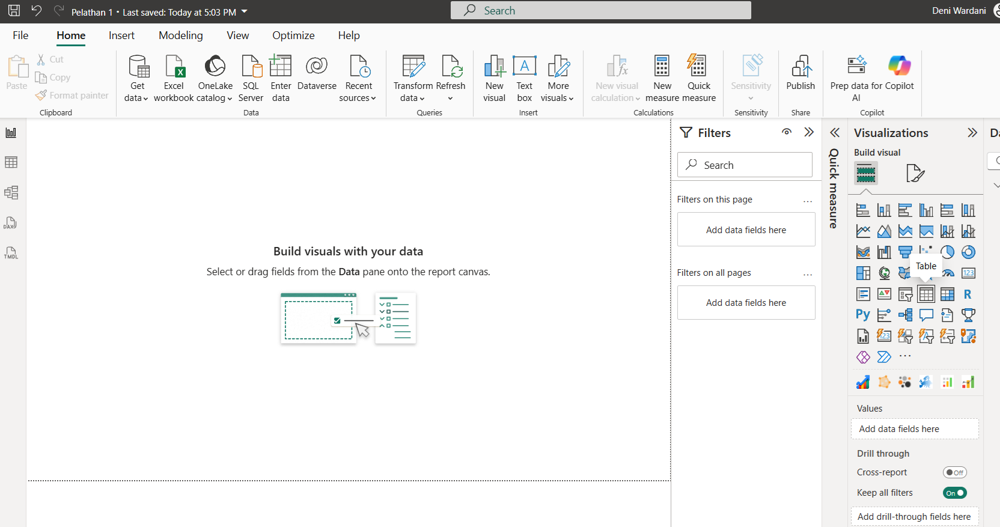 Pelathan 1 • Last saved: Today at 5:03 PM
Search
Deni Wardani
File
Home
Insert
Modeling
View
Optimize
Help
Paste
Cut
Copy
Format painter
Clipboard
Get data
Excel workbook
OneLake catalog
SQL Server
Enter data
Dataverse
Recent sources
Data
Transform data
Refresh
Queries
New visual
Text box
More visuals
Insert
New visual calculation
New measure
Quick measure
Calculations
Sensitivity
Sensitivity
Publish
Share
Prep data for AI
Copilot
Copilot
DAX
TMDL
Build visuals with your data
Select or drag fields from the Data pane onto the report canvas.
Filters
Search
Filters on this page
...
Add data fields here
Filters on all pages
...
Add data fields here
Quick measure
Visualizations
Build visual
Table
123
R
Py
123
...
Values
Add data fields here
Drill through
Cross-report
Off
Keep all filters
On
Add drill-through fields here